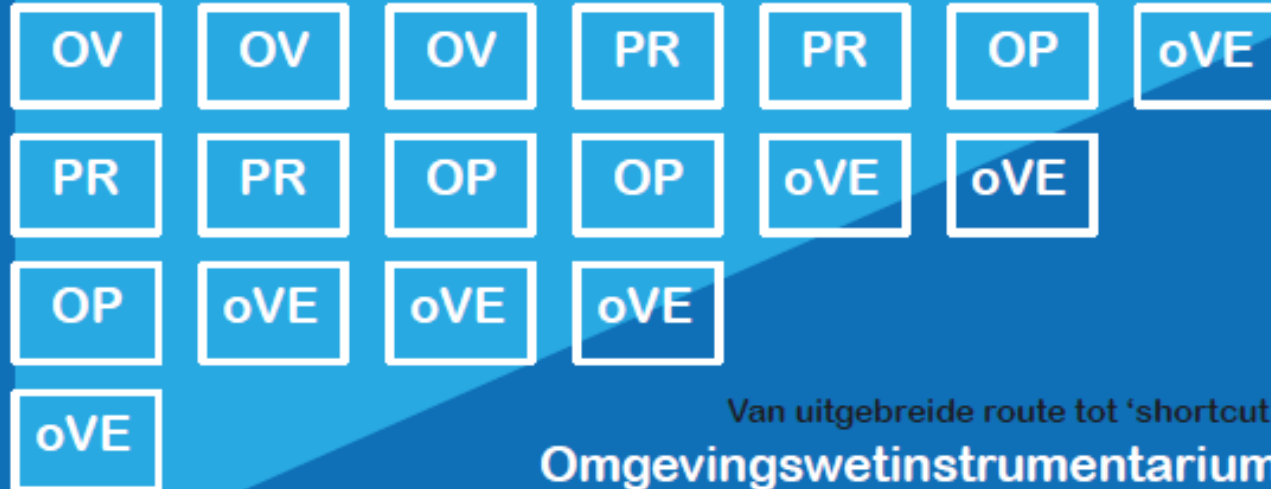 OV OV OV PR PR OP oVE
PR PR OP OP oVE oVE
OP oVE oVE oVE
oVE
Van uitgebreide route tot ‘shortcut
Omgevingswetinstrumentarium